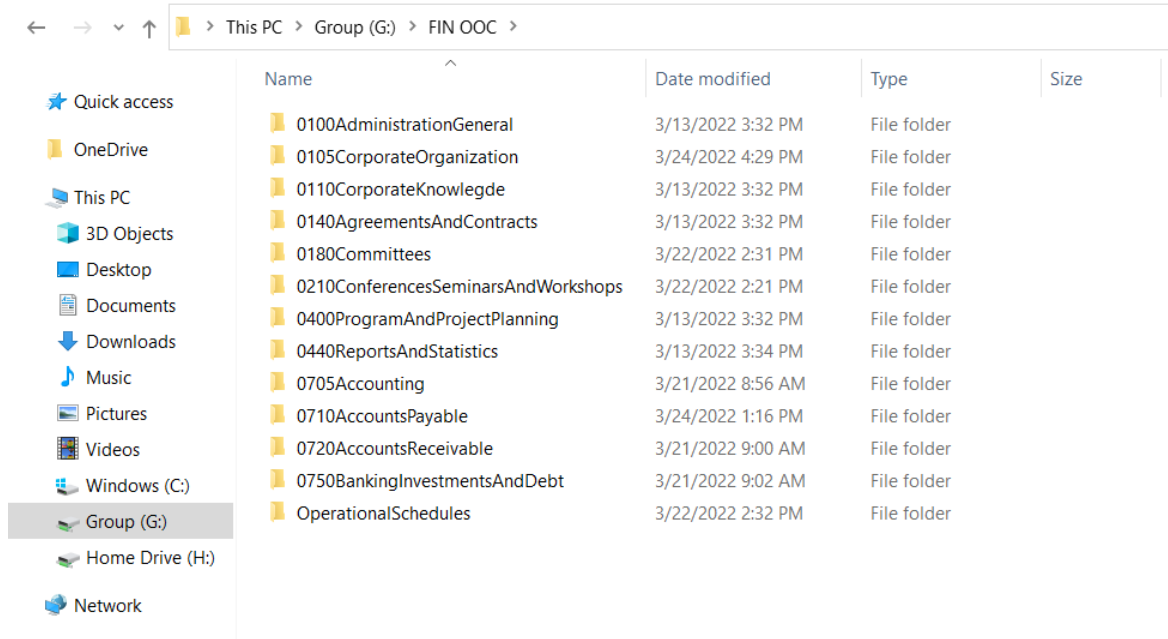 This PC > Group (G:) > FIN OOC >
Name Date modified Type Size
Quick access
OneDrive
This PC
3D Objects
Desktop
Documents
Downloads
Music
Pictures
Videos
Windows (C:)
Group (G:)
Home Drive (H:)
Network
0100AdministrationGeneral 3/13/2022 3:32 PM File folder
0105CorporateOrganization 3/24/2022 4:29 PM File folder
0110CorporateKnowlegde 3/13/2022 3:32 PM File folder
0140AgreementsAndContracts 3/13/2022 3:32 PM File folder
0180Committees 3/22/2022 2:31 PM File folder
0210ConferencesSeminarsAndWorkshops 3/22/2022 2:21 PM File folder
0400ProgramAndProjectPlanning 3/13/2022 3:32 PM File folder
0440ReportsAndStatistics 3/13/2022 3:34 PM File folder
0705Accounting 3/21/2022 8:56 AM File folder
0710AccountsPayable 3/24/2022 1:16 PM File folder
0720AccountsReceivable 3/21/2022 9:00 AM File folder
0750BankingInvestmentsAndDebt 3/21/2022 9:02 AM File folder
OperationalSchedules 3/22/2022 2:32 PM File folder